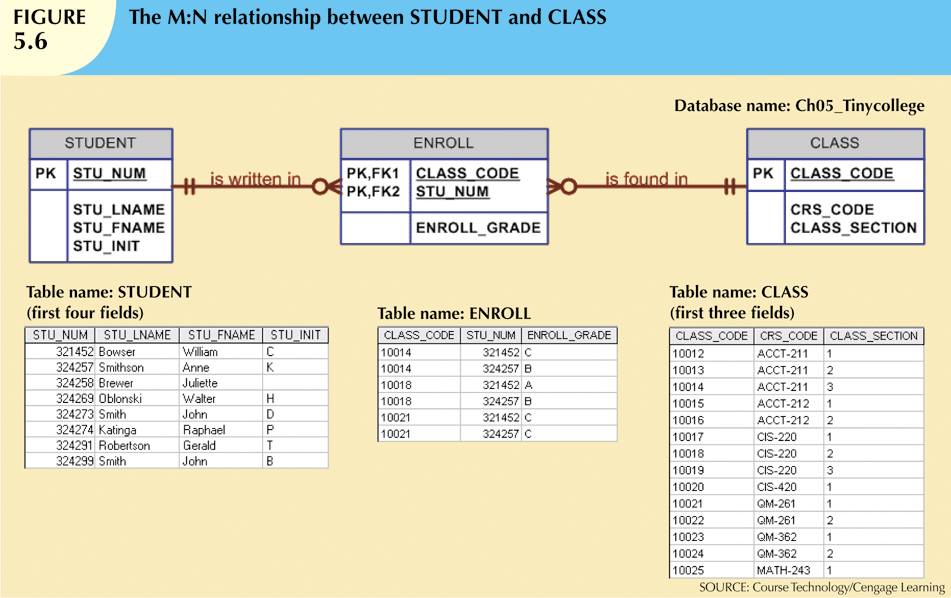 FIGURE
5.6
The M:N relationship between STUDENT and CLASS
Database name: Ch05_Tinycollege
STUDENT
PK STU_NUM
STU_LNAME
STU_FNAME
STU_INIT
is written in
ENROLL
PK,FK1 CLASS_CODE
PK,FK2 STU_NUM
ENROLL_GRADE
is found in
CLASS
PK CLASS_CODE
CRS_CODE
CLASS_SECTION
Table name: STUDENT
(first four fields)
STU_NUM STU_LNAME STU_FNAME STU_INIT
321452 Bowser William C
324257 Smithson Anne K
324258 Brewer Juliette
324269 Oblonski Walter H
324273 Smith John D
324274 Katinga Raphael P
324291 Robertson Gerald T
324299 Smith John B
Table name: ENROLL
CLASS_CODE STU_NUM ENROLL_GRADE
10014 321452 C
10014 324257 B
10018 321452 A
10018 324257 B
10021 321452 C
10021 324257 C
Table name: CLASS
(first three fields)
CLASS_CODE CRS_CODE CLASS_SECTION
10012 ACCT-211 1
10013 ACCT-211 2
10014 ACCT-211 3
10015 ACCT-212 1
10016 ACCT-212 2
10017 CIS-220 1
10018 CIS-220 2
10019 CIS-220 3
10020 CIS-420 1
10021 QM-261 1
10022 QM-261 2
10023 QM-362 1
10024 QM-362 2
10025 MATH-243 1
SOURCE: Course Technology/Cengage Learning